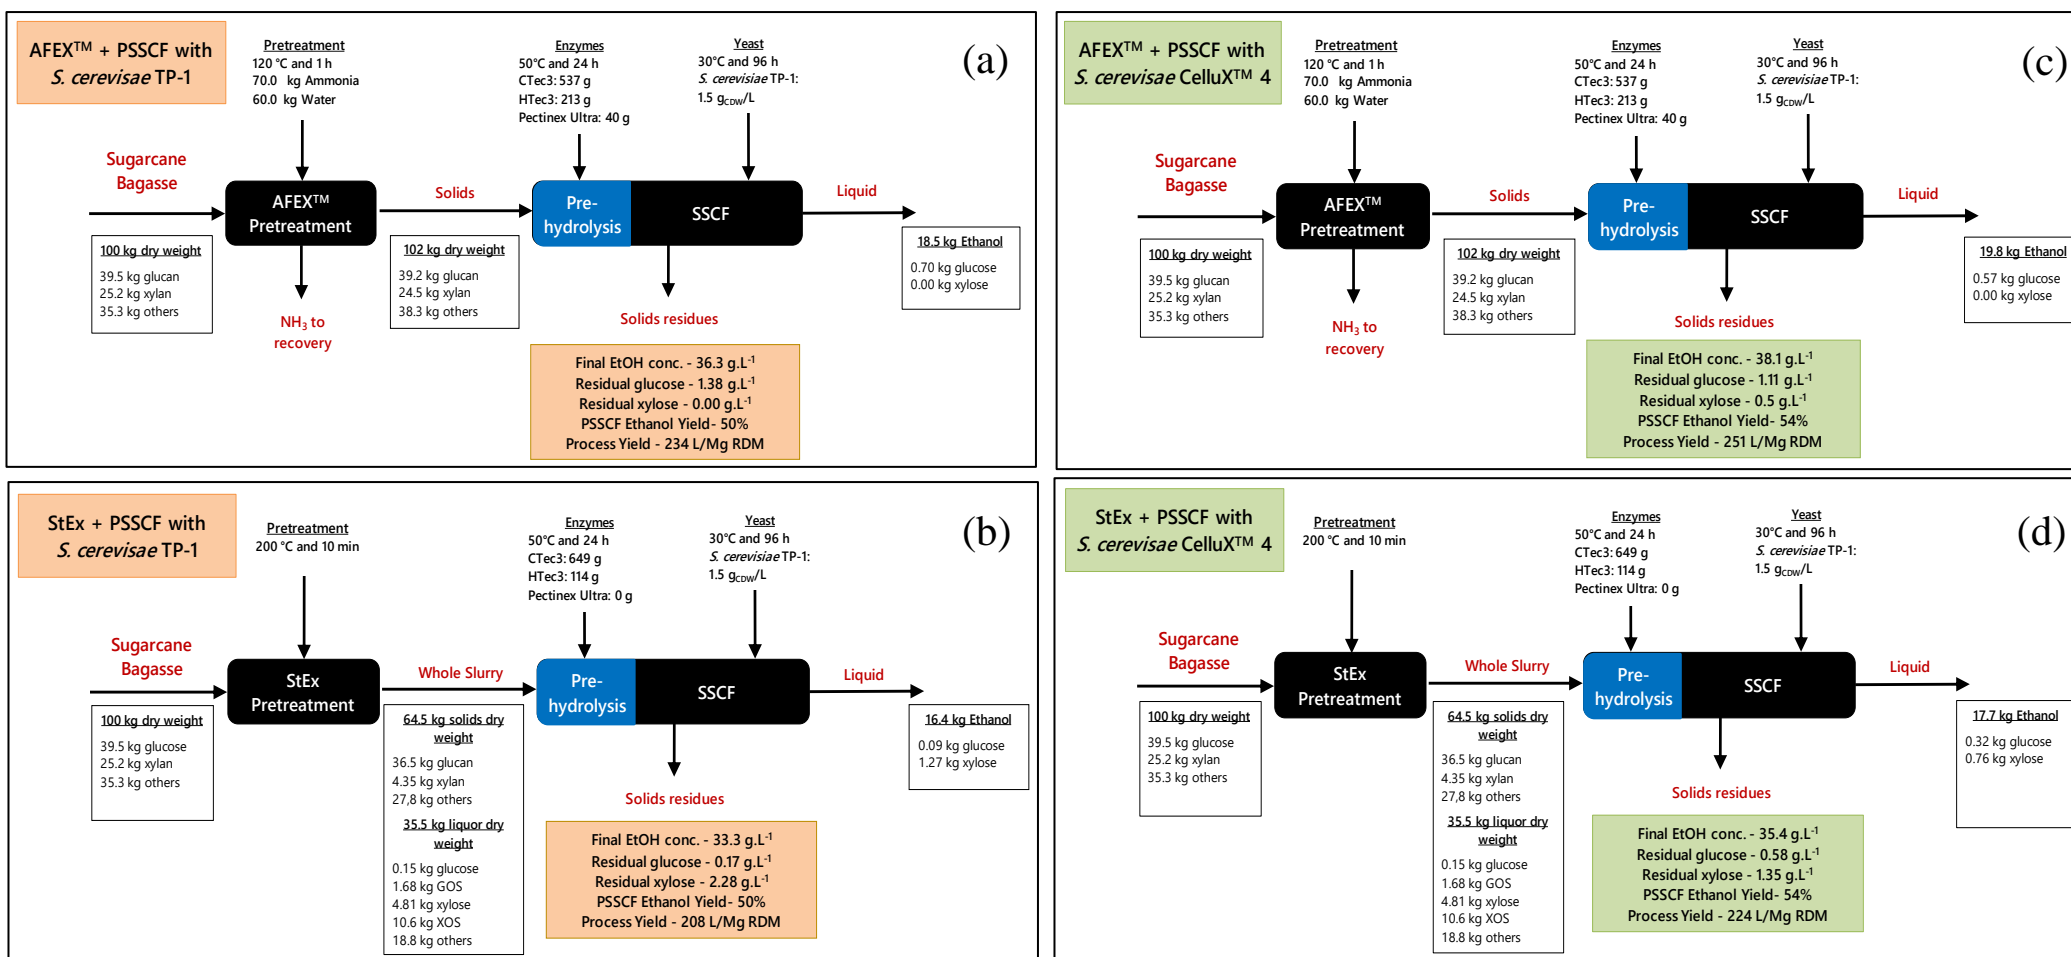 AFEX™ + PSSCF with
S. cerevisae TP-1
Pretreatment
120 °C and 1 h
70.0 kg Ammonia
60.0 kg Water
Enzymes
50°C and 24 h
CTec3: 537 g
HTec3: 213 g
Pectinex Ultra: 40 g
Yeast
30°C and 96 h
S. cerevisiae TP-1:
1.5 gCDW/L
(a)
Sugarcane
Bagasse
AFEX™
Pretreatment
Solids
Pre-
hydrolysis
SSCF
Liquid
100 kg dry weight
39.5 kg glucan
25.2 kg xylan
35.3 kg others
NH3 to
recovery
102 kg dry weight
39.2 kg glucan
24.5 kg xylan
38.3 kg others
Solids residues
18.5 kg Ethanol
0.70 kg glucose
0.00 kg xylose
Final EtOH conc. - 36.3 g.L-1
Residual glucose - 1.38 g.L-1
Residual xylose - 0.00 g.L-1
PSSCF Ethanol Yield- 50%
Process Yield - 234 L/Mg RDM
AFEX™ + PSSCF with
S. cerevisae CelluX™ 4
Pretreatment
120 °C and 1 h
70.0 kg Ammonia
60.0 kg Water
Enzymes
50°C and 24 h
CTec3: 537 g
HTec3: 213 g
Pectinex Ultra: 40 g
Yeast
30°C and 96 h
S. cerevisiae TP-1:
1.5 gCDW/L
(c)
Sugarcane
Bagasse
AFEX™
Pretreatment
Solids
Pre-
hydrolysis
SSCF
Liquid
100 kg dry weight
39.5 kg glucan
25.2 kg xylan
35.3 kg others
NH3 to
recovery
102 kg dry weight
39.2 kg glucan
24.5 kg xylan
38.3 kg others
Solids residues
19.8 kg Ethanol
0.57 kg glucose
0.00 kg xylose
Final EtOH conc. - 38.1 g.L-1
Residual glucose - 1.11 g.L-1
Residual xylose - 0.5 g.L-1
PSSCF Ethanol Yield- 54%
Process Yield - 251 L/Mg RDM
StEx + PSSCF with
S. cerevisae TP-1
Pretreatment
200 °C and 10 min
Enzymes
50°C and 24 h
CTec3: 649 g
HTec3: 114 g
Pectinex Ultra: 0 g
Yeast
30°C and 96 h
S. cerevisiae TP-1:
1.5 gCDW/L
(b)
Sugarcane
Bagasse
StEx
Pretreatment
Whole Slurry
Pre-
hydrolysis
SSCF
Liquid
100 kg dry weight
39.5 kg glucose
25.2 kg xylan
35.3 kg others
64.5 kg solids dry
weight
36.5 kg glucan
4.35 kg xylan
27,8 kg others
35.5 kg liquor dry
weight
0.15 kg glucose
1.68 kg GOS
4.81 kg xylose
10.6 kg XOS
18.8 kg others
Solids residues
16.4 kg Ethanol
0.09 kg glucose
1.27 kg xylose
Final EtOH conc. - 33.3 g.L-1
Residual glucose - 0.17 g.L-1
Residual xylose - 2.28 g.L-1
PSSCF Ethanol Yield- 50%
Process Yield - 208 L/Mg RDM
StEx + PSSCF with
S. cerevisae CelluX™ 4
Pretreatment
200 °C and 10 min
Enzymes
50°C and 24 h
CTec3: 649 g
HTec3: 114 g
Pectinex Ultra: 0 g
Yeast
30°C and 96 h
S. cerevisiae TP-1:
1.5 gCDW/L
(d)
Sugarcane
Bagasse
StEx
Pretreatment
Whole Slurry
Pre-
hydrolysis
SSCF
Liquid
100 kg dry weight
39.5 kg glucose
25.2 kg xylan
35.3 kg others
64.5 kg solids dry
weight
36.5 kg glucan
4.35 kg xylan
27,8 kg others
35.5 kg liquor dry
weight
0.15 kg glucose
1.68 kg GOS
4.81 kg xylose
10.6 kg XOS
18.8 kg others
Solids residues
17.7 kg Ethanol
0.32 kg glucose
0.76 kg xylose
Final EtOH conc. - 35.4 g.L-1
Residual glucose - 0.58 g.L-1
Residual xylose - 1.35 g.L-1
PSSCF Ethanol Yield- 54%
Process Yield - 224 L/Mg RDM